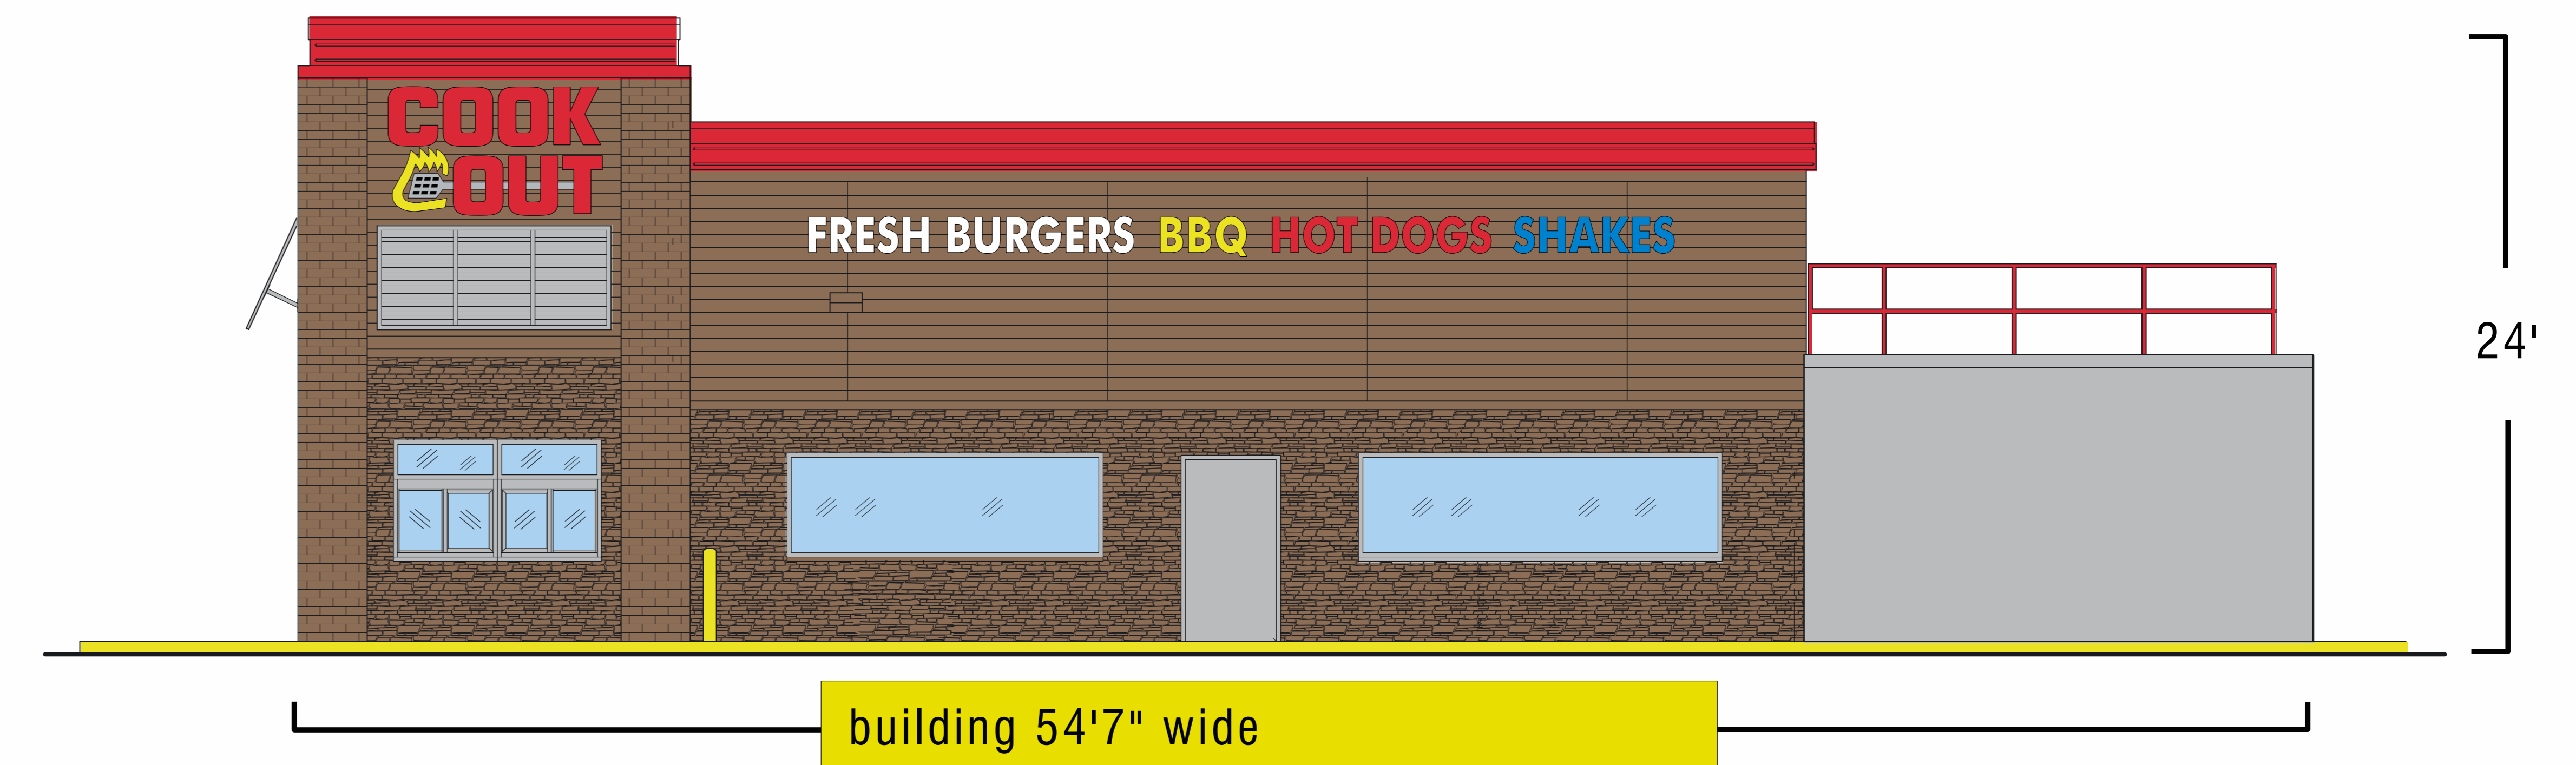 COOK
OUT
FRESH BURGERS BBQ HOT DOGS SHAKES
24'
building 54'7" wide